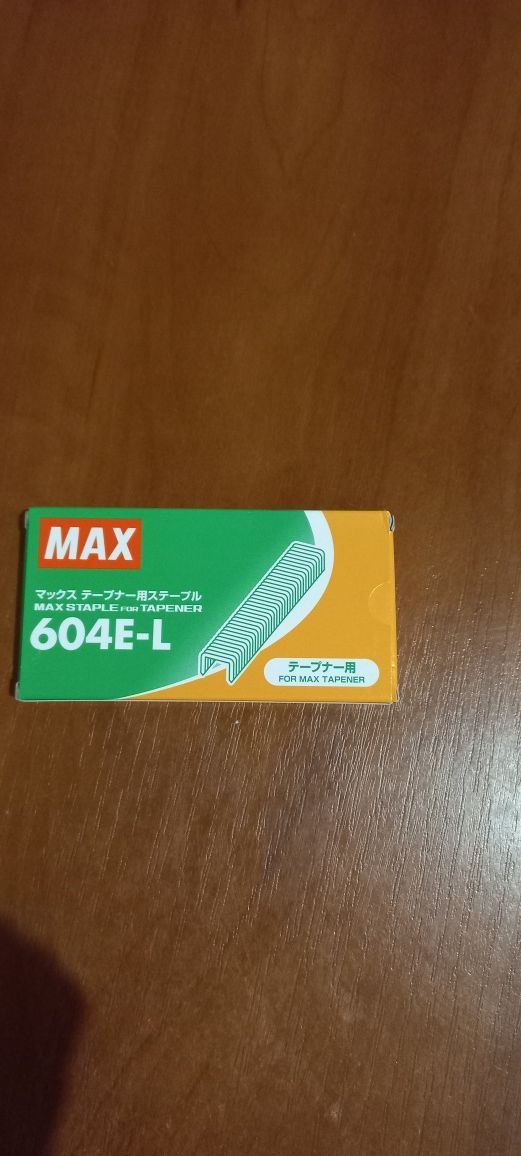 MAX
マックス テープナー用ステープル
MAX STAPLE FOR TAPENER
604E-L
テープナー用
FOR MAX TAPENER